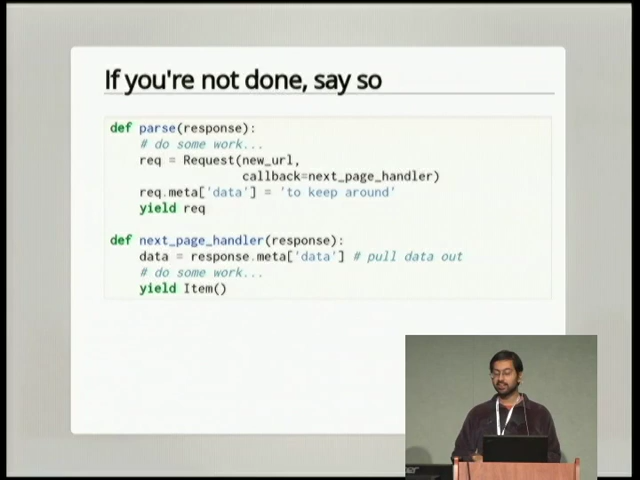 If you're not done, say so
def parse(response):
# do some work...
req = Request(new_url,
callback=next_page_handler)
req.meta['data'] = 'to keep around'
yield req
def next_page_handler(response):
data = response.meta['data'] # pull data out
# do some work...
yield Item()
acer